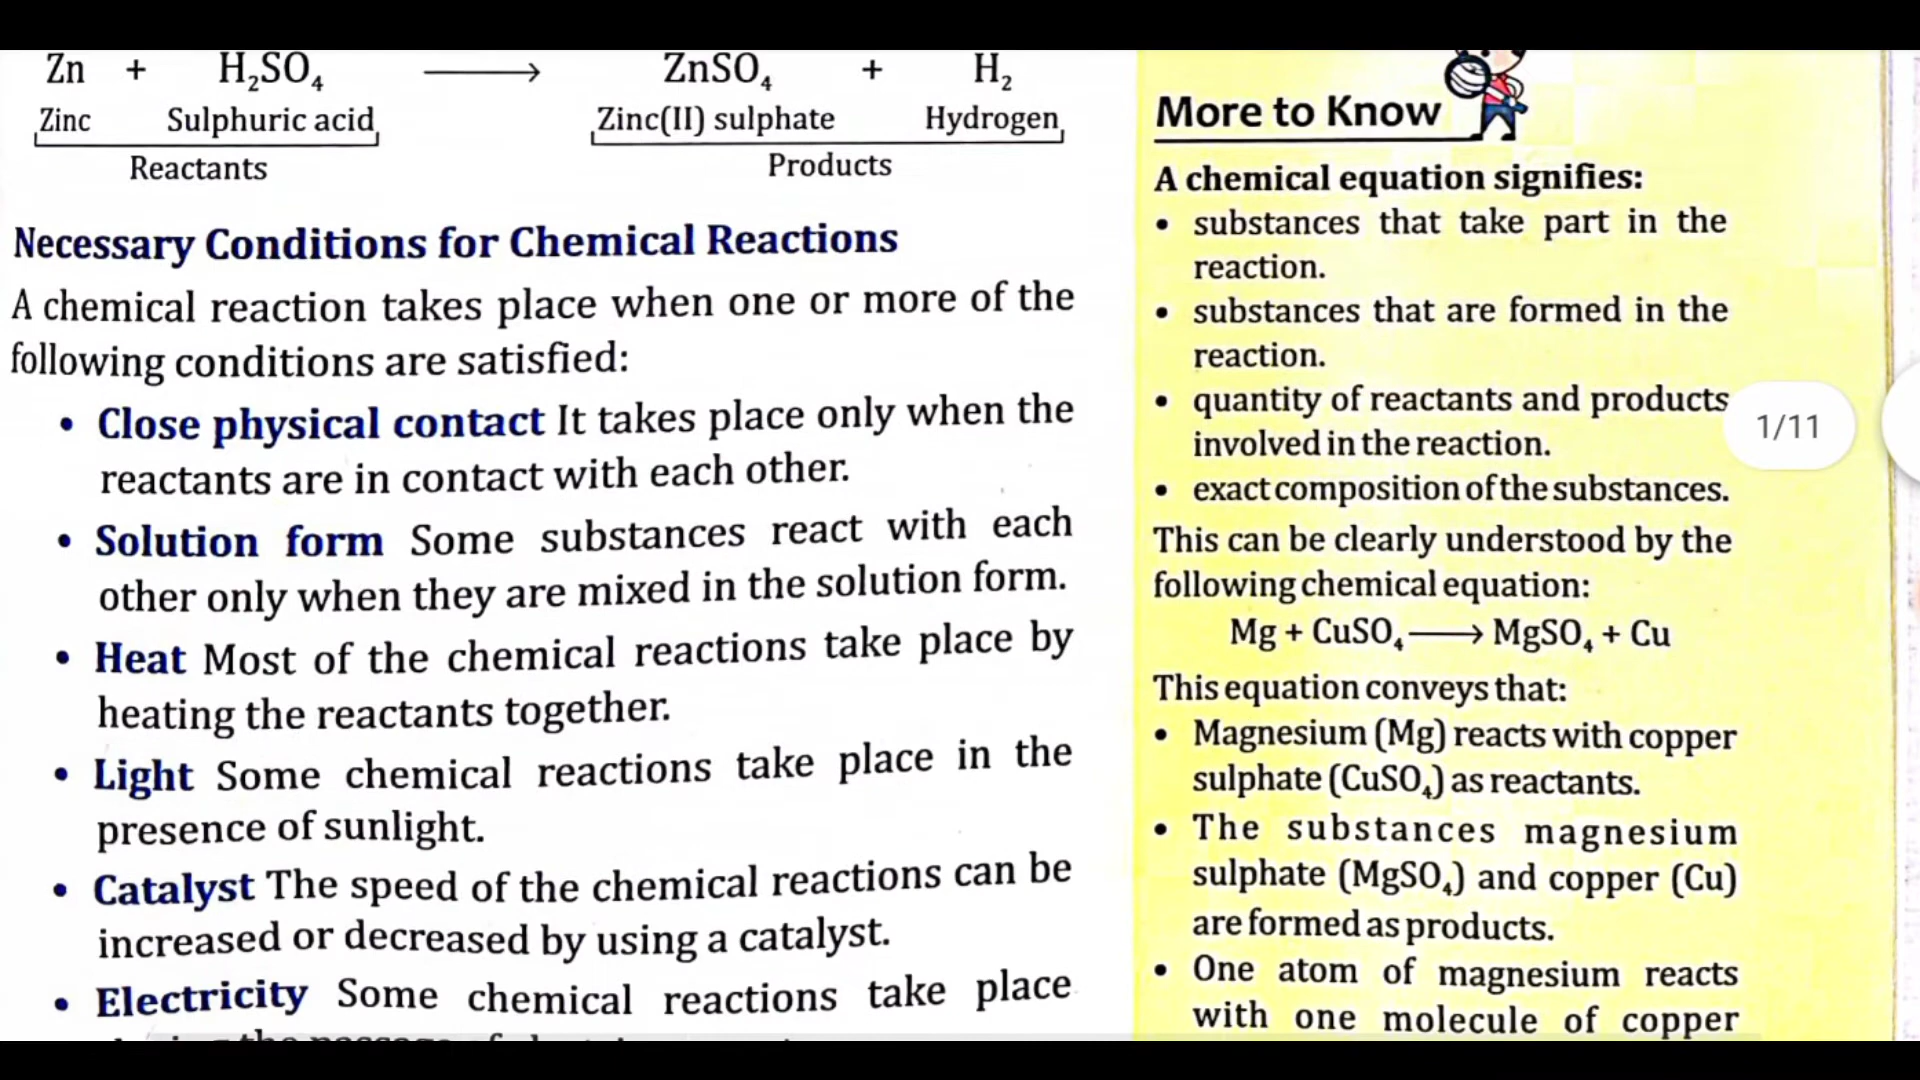 Zn + H₂SO₄ ⟶ ZnSO₄ + H₂
Zinc Sulphuric acid Zinc(II) sulphate Hydrogen
Reactants Products
Necessary Conditions for Chemical Reactions
A chemical reaction takes place when one or more of the
following conditions are satisfied:
• Close physical contact It takes place only when the
reactants are in contact with each other.
• Solution form Some substances react with each
other only when they are mixed in the solution form.
• Heat Most of the chemical reactions take place by
heating the reactants together.
• Light Some chemical reactions take place in the
presence of sunlight.
• Catalyst The speed of the chemical reactions can be
increased or decreased by using a catalyst.
• Electricity Some chemical reactions take place
More to Know
A chemical equation signifies:
• substances that take part in the
reaction.
• substances that are formed in the
reaction.
• quantity of reactants and products
involved in the reaction.
• exact composition of the substances.
This can be clearly understood by the
following chemical equation:
Mg + CuSO₄ ⟶ MgSO₄ + Cu
This equation conveys that:
• Magnesium (Mg) reacts with copper
sulphate (CuSO₄) as reactants.
• The substances magnesium
sulphate (MgSO₄) and copper (Cu)
are formed as products.
• One atom of magnesium reacts
with one molecule of copper
1/11